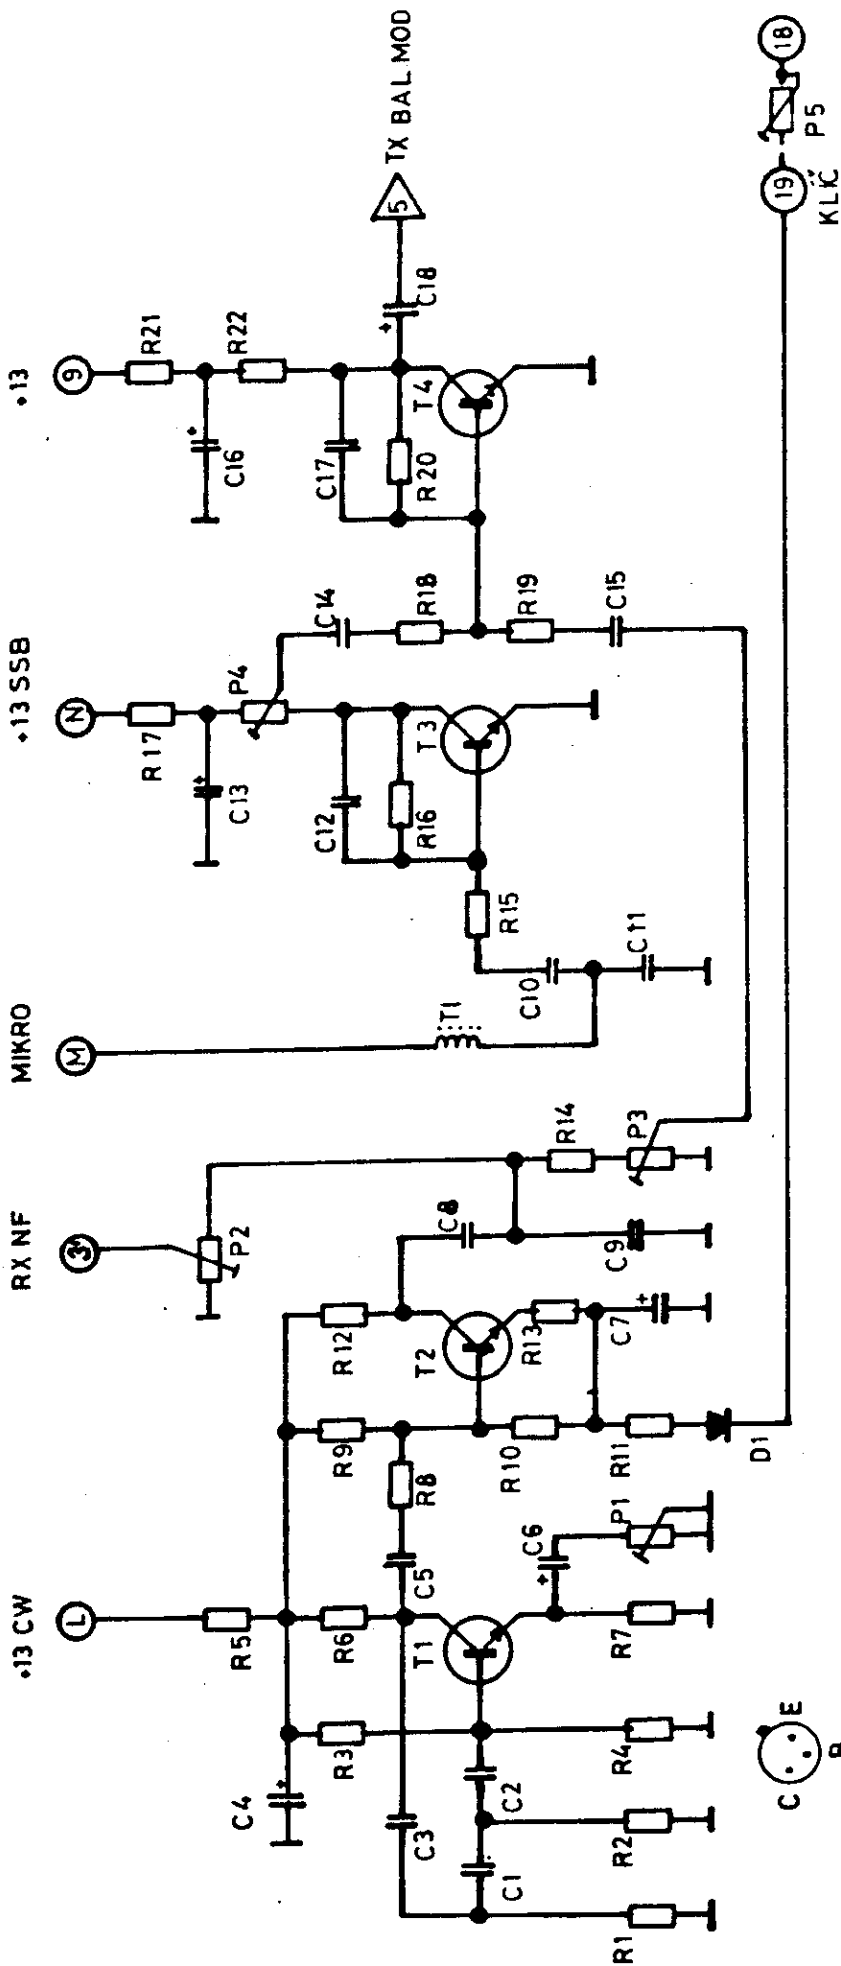 +13 CW
RX NF
MIKRO
+13 SSB
+13
L
3
M
N
9
R5
R17
R21
P2
P4
C4
C13
C16
R22
R3
R6
R9
R12
C12
C14
C17
C18
5
TX BAL.MOD
C3
C5
R8
C8
R16
R18
R20
T1
T2
T1
T3
T4
C1
C2
C6
R10
R13
C10
R15
R19
R1
R2
R4
R7
P1
R11
C7
C9
R14
P3
C11
C15
D1
C
E
B
19
KLÍČ
P5
18